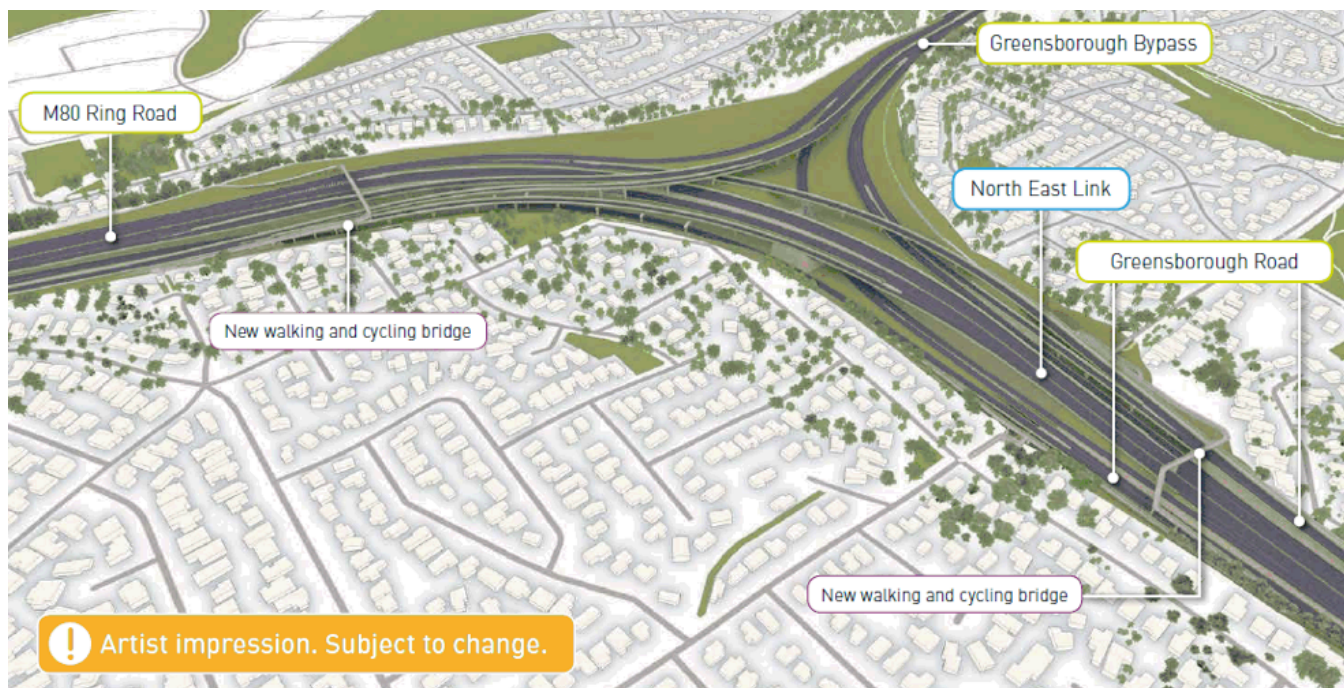 Greensborough Bypass
M80 Ring Road
North East Link
Greensborough Road
New walking and cycling bridge
New walking and cycling bridge
! Artist impression. Subject to change.